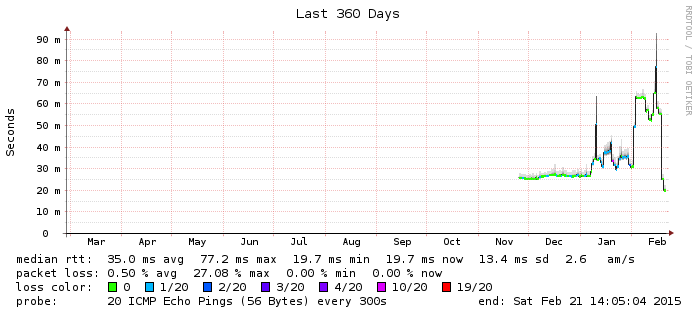 Last 360 Days
RRDTOOL / TOBI OETIKER
Seconds
90 m
80 m
70 m
60 m
50 m
40 m
30 m
20 m
10 m
0
Mar Apr May Jun Jul Aug Sep Oct Nov Dec Jan Feb
median rtt: 35.0 ms avg 77.2 ms max 19.7 ms min 19.7 ms now 13.4 ms sd 2.6 am/s
packet loss: 0.50 % avg 27.08 % max 0.00 % min 0.00 % now
loss color: 0 1/20 2/20 3/20 4/20 10/20 19/20
probe: 20 ICMP Echo Pings (56 Bytes) every 300s end: Sat Feb 21 14:05:04 2015